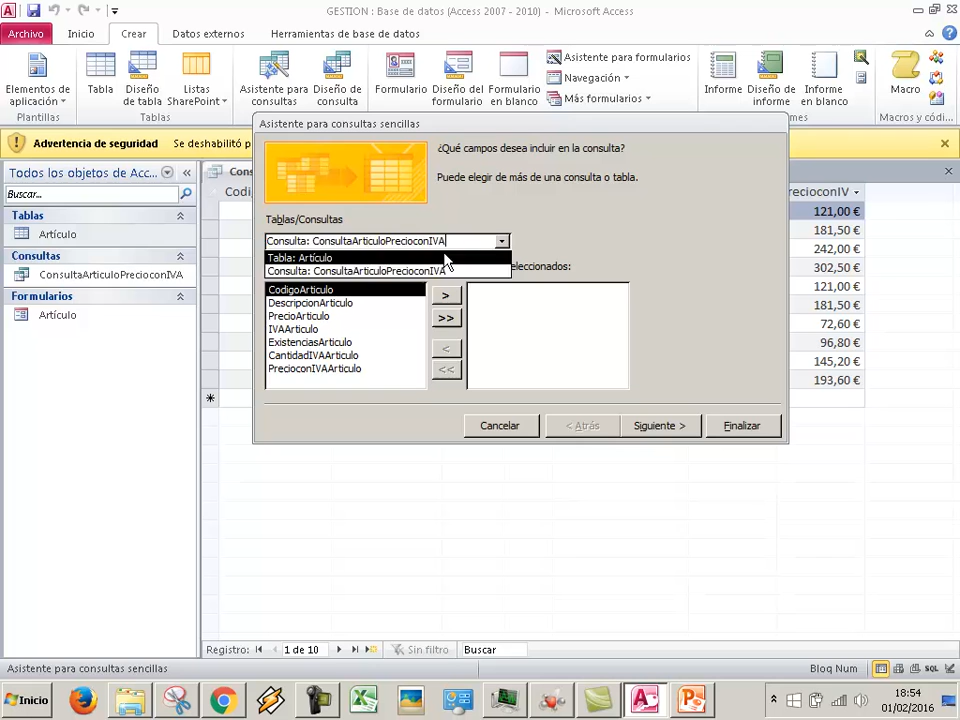 GESTION : Base de datos (Access 2007 - 2010) - Microsoft Access
Archivo
Inicio
Crear
Datos externos
Herramientas de base de datos
Elementos de aplicación
Tabla
Diseño de tabla
Listas SharePoint
Asistente para consultas
Diseño de consulta
Formulario
Diseño del formulario
Formulario en blanco
Asistente para formularios
Navegación
Más formularios
Informe
Diseño de informe
Informe en blanco
Macro
Plantillas
Tablas
mes
Macros y códi...
Advertencia de seguridad
Se deshabilitó p
Todos los objetos de Acc...
Buscar...
Tablas
Artículo
Consultas
ConsultaArticuloPrecioconIVA
Formularios
Artículo
Cons
Codig
recioconIV
121,00 €
181,50 €
242,00 €
302,50 €
121,00 €
181,50 €
72,60 €
96,80 €
145,20 €
193,60 €
Asistente para consultas sencillas
¿Qué campos desea incluir en la consulta?
Puede elegir de más de una consulta o tabla.
Tablas/Consultas
Consulta: ConsultaArticuloPrecioconIVA
Tabla: Artículo
Consulta: ConsultaArticuloPrecioconIVA
eleccionados:
CodigoArticulo
DescripcionArticulo
PrecioArticulo
IVAArticulo
ExistenciasArticulo
CantidadIVAArticulo
PrecioconIVAArticulo
>
>>
<
<<
Cancelar
< Atrás
Siguiente >
Finalizar
Registro:
1 de 10
Sin filtro
Buscar
Asistente para consultas sencillas
Bloq Num
SQL
Inicio
18:54
01/02/2016